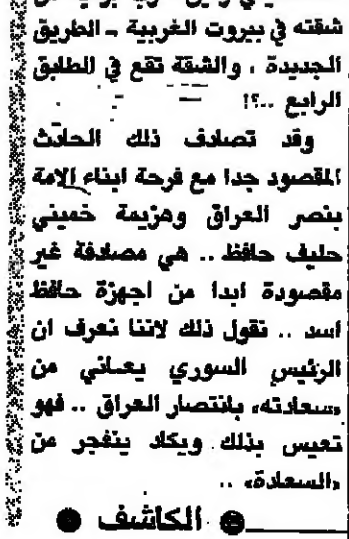 شقته في بيروت الغربية ـ الطريق
الجديدة ، والشقة تقع في الطابق
الرابع ..؟!
وقد تصادف ذلك الحادث
المقصود جدا مع فرحة ابناء الامة
بنصر العراق وهزيمة خميني
حليف حافظ .. هي مصادفة غير
مقصودة ابدا من اجهزة حافظ
اسد .. نقول ذلك لاننا نعرف ان
الرئيس السوري يعاني من
«سعادته» بانتصار العراق .. فهو
تعيس بذلك ويكاد ينفجر من
«السعادة» ..
● الكاشف ●